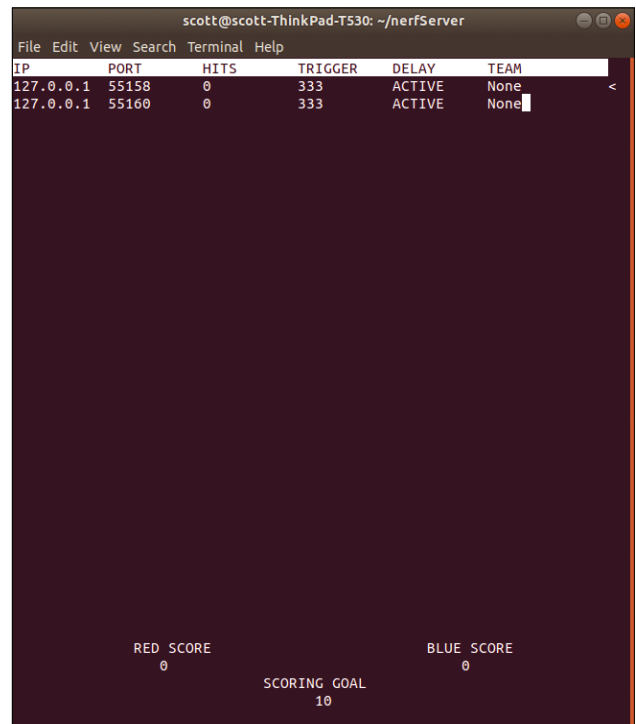 scott@scott-ThinkPad-T530: ~/nerfServer
File Edit View Search Terminal Help
IP PORT HITS TRIGGER DELAY TEAM
127.0.0.1 55158 0 333 ACTIVE None <
127.0.0.1 55160 0 333 ACTIVE None
RED SCORE BLUE SCORE
0 0
SCORING GOAL
10